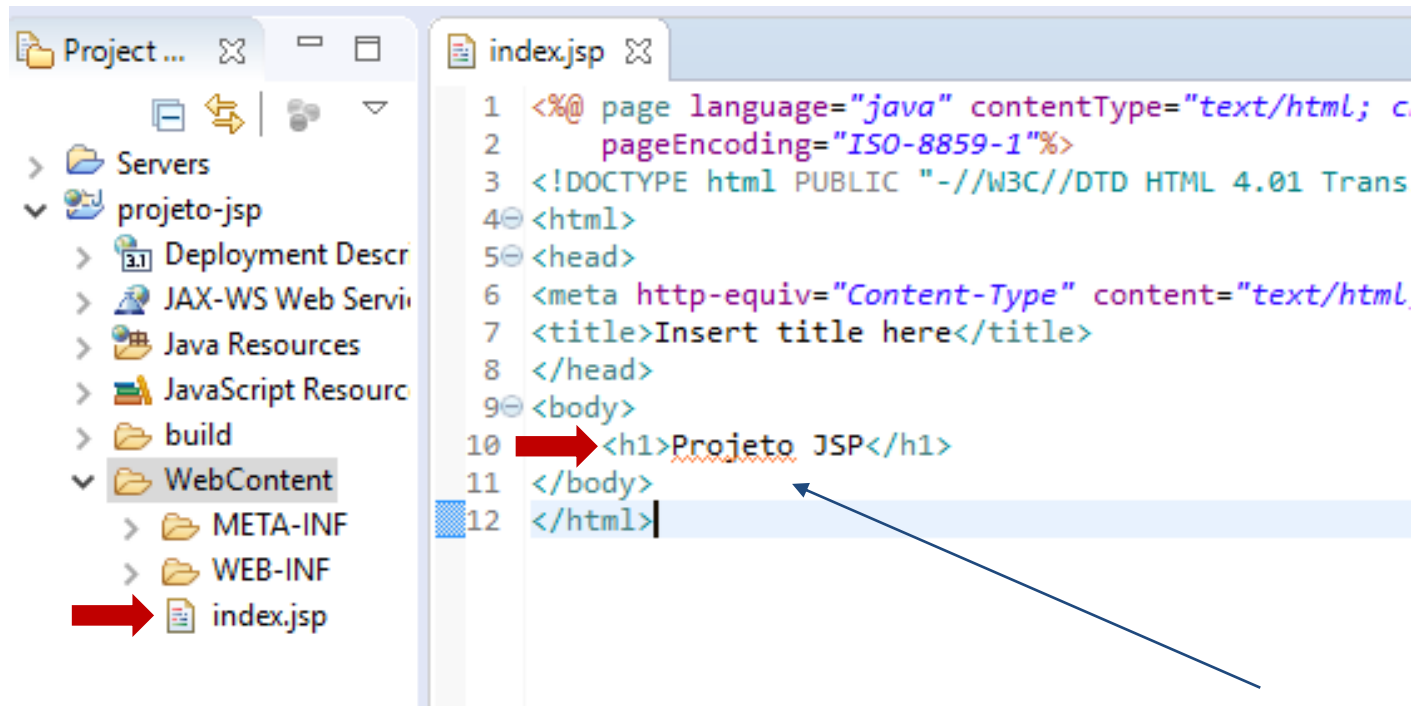 Project ...
Servers
projeto-jsp
3.1 Deployment Descr
JAX-WS Web Servi
Java Resources
JavaScript Resourc
build
WebContent
META-INF
WEB-INF
index.jsp
index.jsp
1 <%@ page language="java" contentType="text/html; c
2 pageEncoding="ISO-8859-1"%>
3 <!DOCTYPE html PUBLIC "-//W3C//DTD HTML 4.01 Trans
4 <html>
5 <head>
6 <meta http-equiv="Content-Type" content="text/html
7 <title>Insert title here</title>
8 </head>
9 <body>
10 <h1>Projeto JSP</h1>
11 </body>
12 </html>